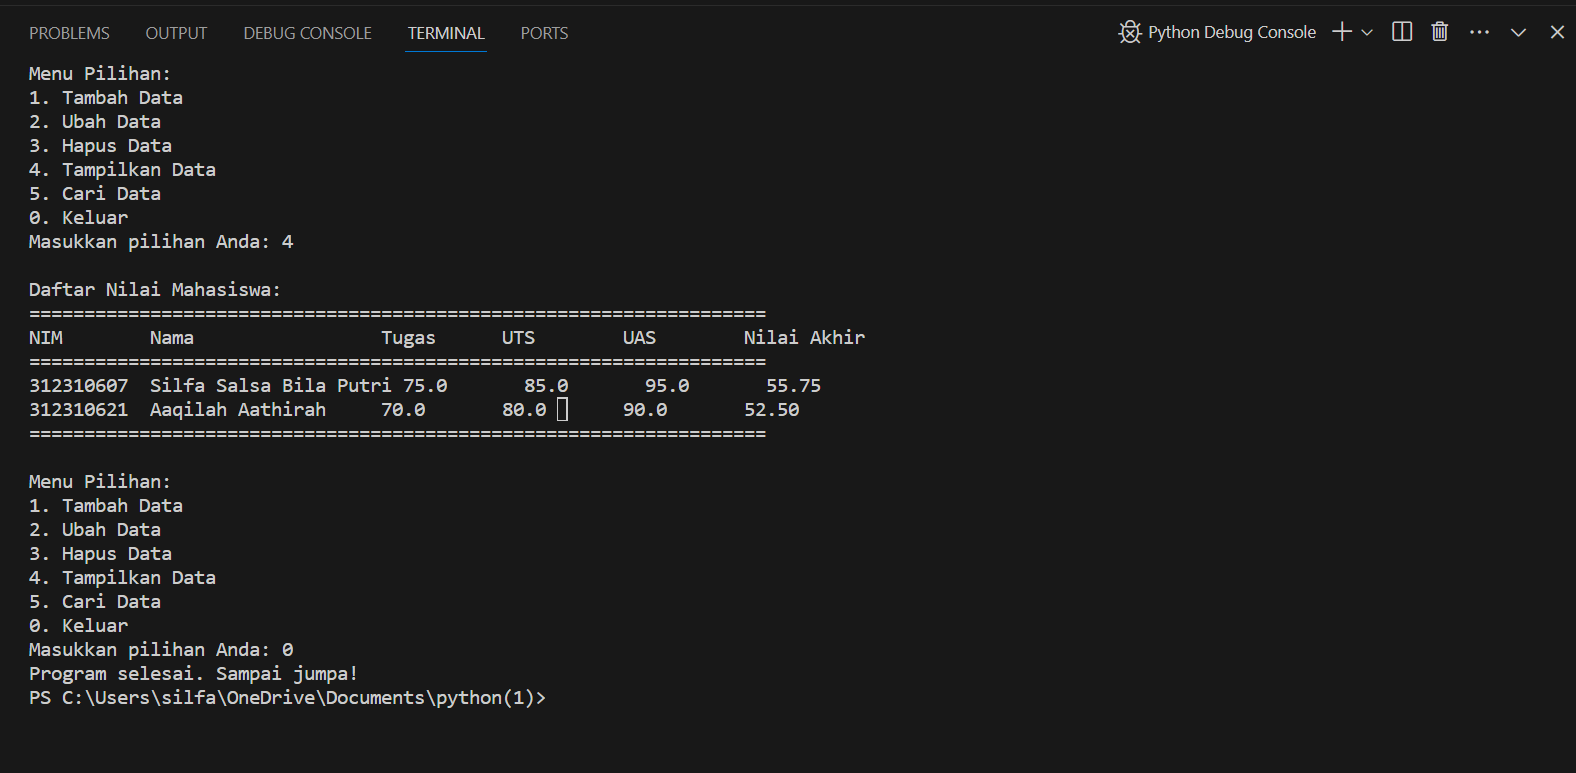 PROBLEMS OUTPUT DEBUG CONSOLE TERMINAL PORTS Python Debug Console
Menu Pilihan:
1. Tambah Data
2. Ubah Data
3. Hapus Data
4. Tampilkan Data
5. Cari Data
0. Keluar
Masukkan pilihan Anda: 4
Daftar Nilai Mahasiswa:
===================================================================
NIM        Nama                 Tugas      UTS        UAS        Nilai Akhir
===================================================================
312310607  Silfa Salsa Bila Putri 75.0       85.0       95.0       55.75
312310621  Aaqilah Aathirah     70.0       80.0       90.0       52.50
===================================================================
Menu Pilihan:
1. Tambah Data
2. Ubah Data
3. Hapus Data
4. Tampilkan Data
5. Cari Data
0. Keluar
Masukkan pilihan Anda: 0
Program selesai. Sampai jumpa!
PS C:\Users\silfa\OneDrive\Documents\python(1)>